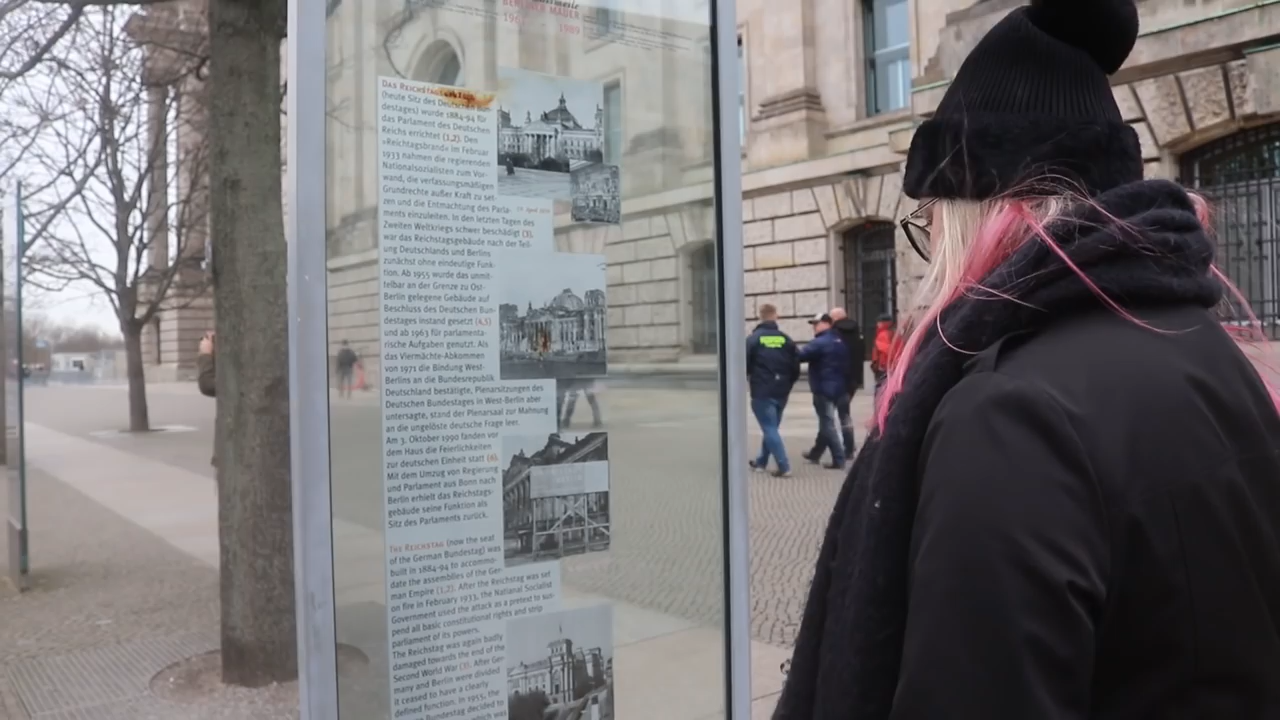 BERLINER MAUER
1989
DAS REICHSTAGS
(heute Sitz des Deutschen Bun-
destages) wurde 1884-94 für
das Parlament des Deutschen
Reichs errichtet (1,2). Den
»Reichtagsbrand« im Februar
1933 nahmen die regierenden
Nationalsozialisten zum Vor-
wand, die verfassungsmäßigen
Grundrechte außer Kraft zu set-
zen und die Entmachtung des Parla-
ments einzuleiten. In den letzten Tagen des
Zweiten Weltkriegs schwer beschädigt (3),
war das Reichstagsgebäude nach der Teil-
ung Deutschlands und Berlins
zunächst ohne eindeutige Funk-
tion. Ab 1955 wurde das unmit-
telbar an der Grenze zu Ost-
Berlin gelegene Gebäude auf
Beschluss des Deutschen Bun-
destages instand gesetzt (4,5)
und ab 1963 für parlamenta-
rische Aufgaben genutzt. Als
das Viermächte-Abkommen
von 1971 die Bindung West-
Berlins an die Bundesrepublik
Deutschland bestätigte, Plenarsitzungen des
Deutschen Bundestages in West-Berlin aber
untersagte, stand der Plenarsaal zur Mahnung
an die ungelöste deutsche Frage leer.
Am 3. Oktober 1990 fanden vor
dem Haus die Feierlichkeiten
zur deutschen Einheit statt (6).
Mit dem Umzug von Regierung
und Parlament aus Bonn nach
Berlin erhielt das Reichstags-
gebäude seine Funktion als
Sitz des Parlaments zurück.
THE REICHSTAG (now the seat
of the German Bundestag) was
built in 1884-94 to accommo-
date the assemblies of the Ger-
man Empire (1,2). After the Reichstag was set
on fire in February 1933, the National Socialist
Government used the attack as a pretext to sus-
pend all basic constitutional rights and strip
parliament of its powers.
The Reichstag was again badly
damaged towards the end of the
Second World War (3). After Ger-
many and Berlin were divided
it ceased to have a clearly
defined function. In 1955, the
Bundestag decided to
which was